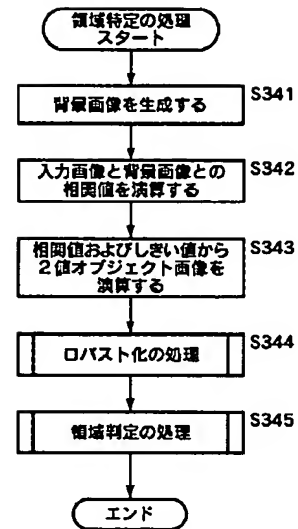 領域特定の処理
スタート
背景画像を生成する
S341
入力画像と背景画像との
相関値を演算する
S342
相関値およびしきい値から
2値オブジェクト画像を
演算する
S343
ロバスト化の処理
S344
領域判定の処理
S345
エンド